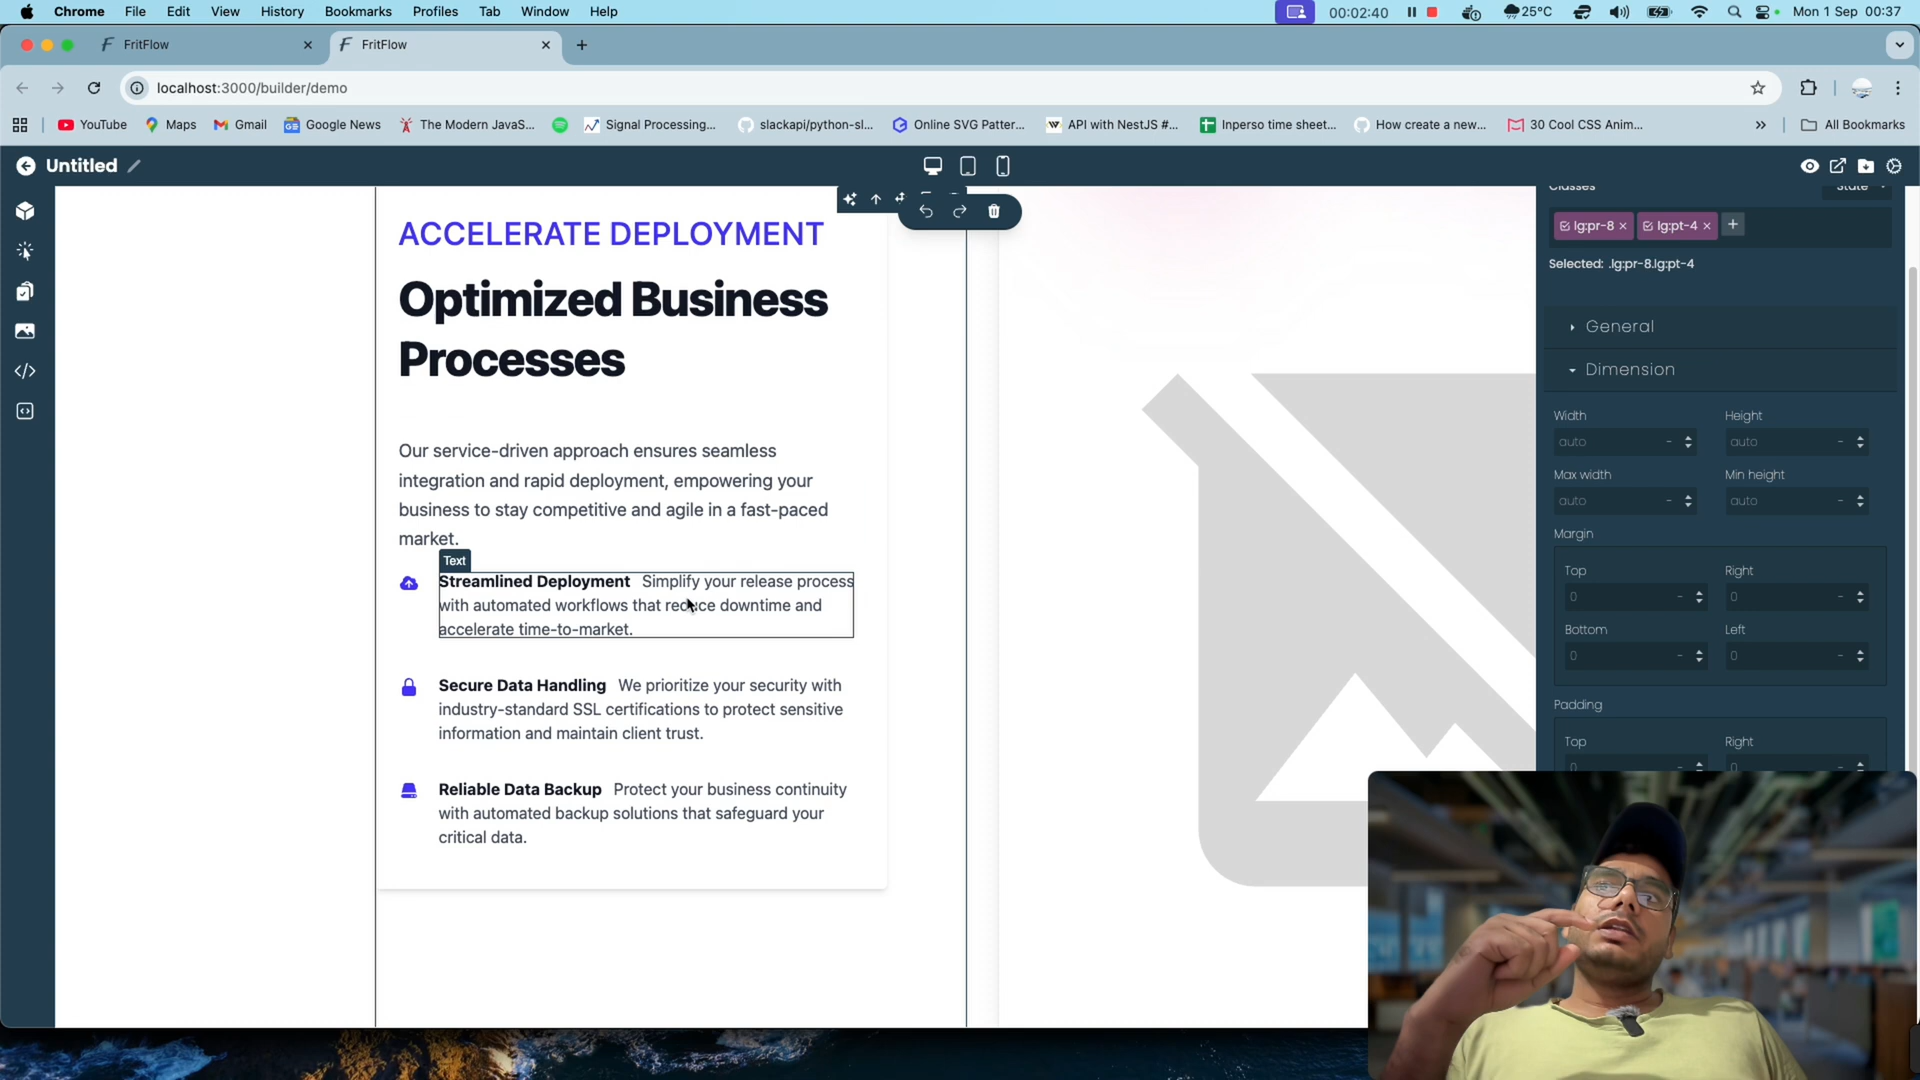 Chrome File Edit View History Bookmarks Profiles Tab Window Help 00:02:40 25°C Mon 1 Sep 00:37
FritFlow FritFlow
localhost:3000/builder/demo
YouTube Maps Gmail Google News The Modern JavaS... Signal Processing... slackapi/python-sl... Online SVG Patter... API with NestJS #... Inperso time sheet... How create a new... 30 Cool CSS Anim... » All Bookmarks
Untitled
Classes State
ACCELERATE DEPLOYMENT
lg:pr-8 lg:pt-4
Selected: .lg:pr-8.lg:pt-4
Optimized Business
Processes
General
Dimension
Width Height
auto - auto -
Max width Min height
auto - auto -
Margin
Top Right
0 - 0 -
Bottom Left
0 - 0 -
Padding
Top Right
0 0
Our service-driven approach ensures seamless
integration and rapid deployment, empowering your
business to stay competitive and agile in a fast-paced
market.
Text
Streamlined Deployment Simplify your release process
with automated workflows that reduce downtime and
accelerate time-to-market.
Secure Data Handling We prioritize your security with
industry-standard SSL certifications to protect sensitive
information and maintain client trust.
Reliable Data Backup Protect your business continuity
with automated backup solutions that safeguard your
critical data.